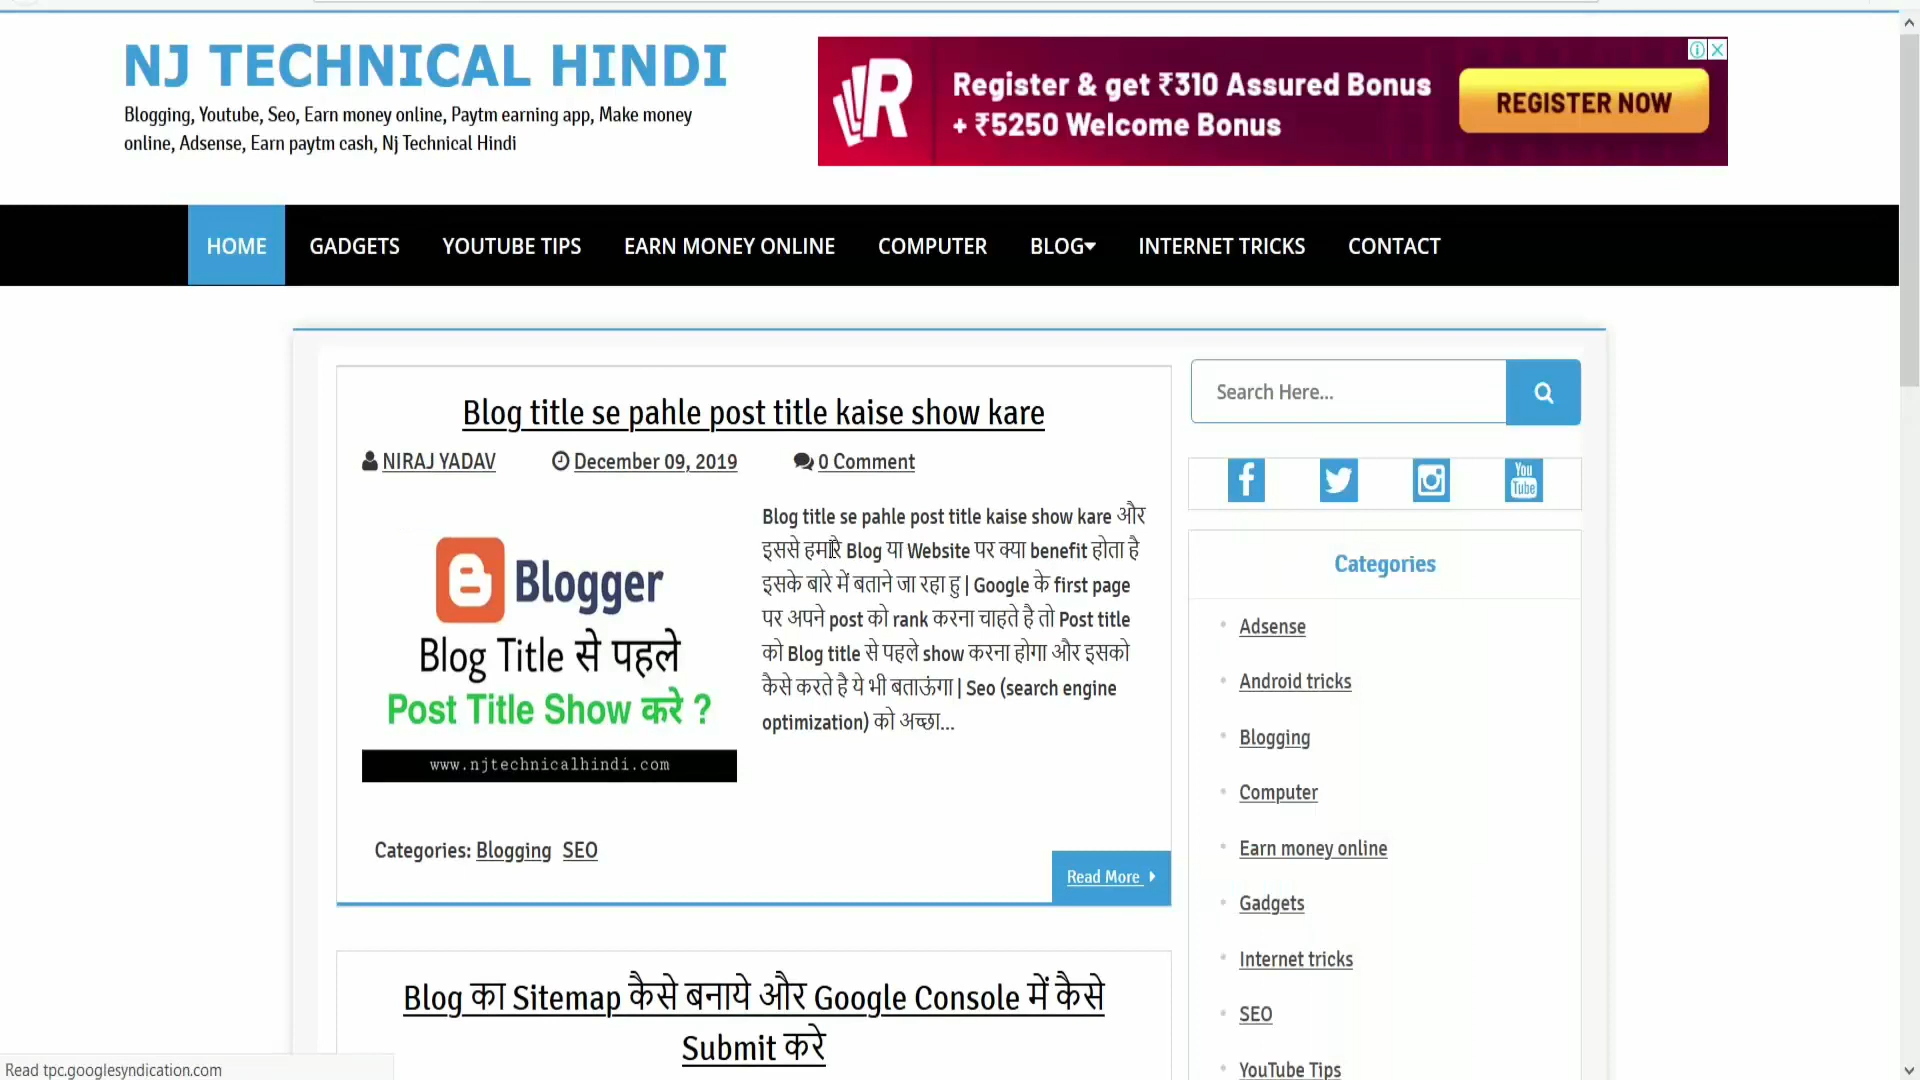 NJ TECHNICAL HINDI
Blogging, Youtube, Seo, Earn money online, Paytm earning app, Make money
online, Adsense, Earn paytm cash, Nj Technical Hindi
R
Register & get ₹310 Assured Bonus
+ ₹5250 Welcome Bonus
REGISTER NOW
HOME GADGETS YOUTUBE TIPS EARN MONEY ONLINE COMPUTER BLOG INTERNET TRICKS CONTACT
Blog title se pahle post title kaise show kare
NIRAJ YADAV December 09, 2019 0 Comment
Blogger
Blog Title से पहले
Post Title Show करे ?
www.njtechnicalhindi.com
Blog title se pahle post title kaise show kare और
इससे हमारे Blog या Website पर क्या benefit होता है
इसके बारे में बताने जा रहा हु | Google के first page
पर अपने post को rank करना चाहते है तो Post title
को Blog title से पहले show करना होगा और इसको
कैसे करते है ये भी बताऊंगा | Seo (search engine
optimization) को अच्छा...
Categories: Blogging SEO
Read More
Blog का Sitemap कैसे बनाये और Google Console में कैसे
Submit करे
Search Here...
You
Tube
Categories
Adsense
Android tricks
Blogging
Computer
Earn money online
Gadgets
Internet tricks
SEO
YouTube Tips
Read tpc.googlesyndication.com